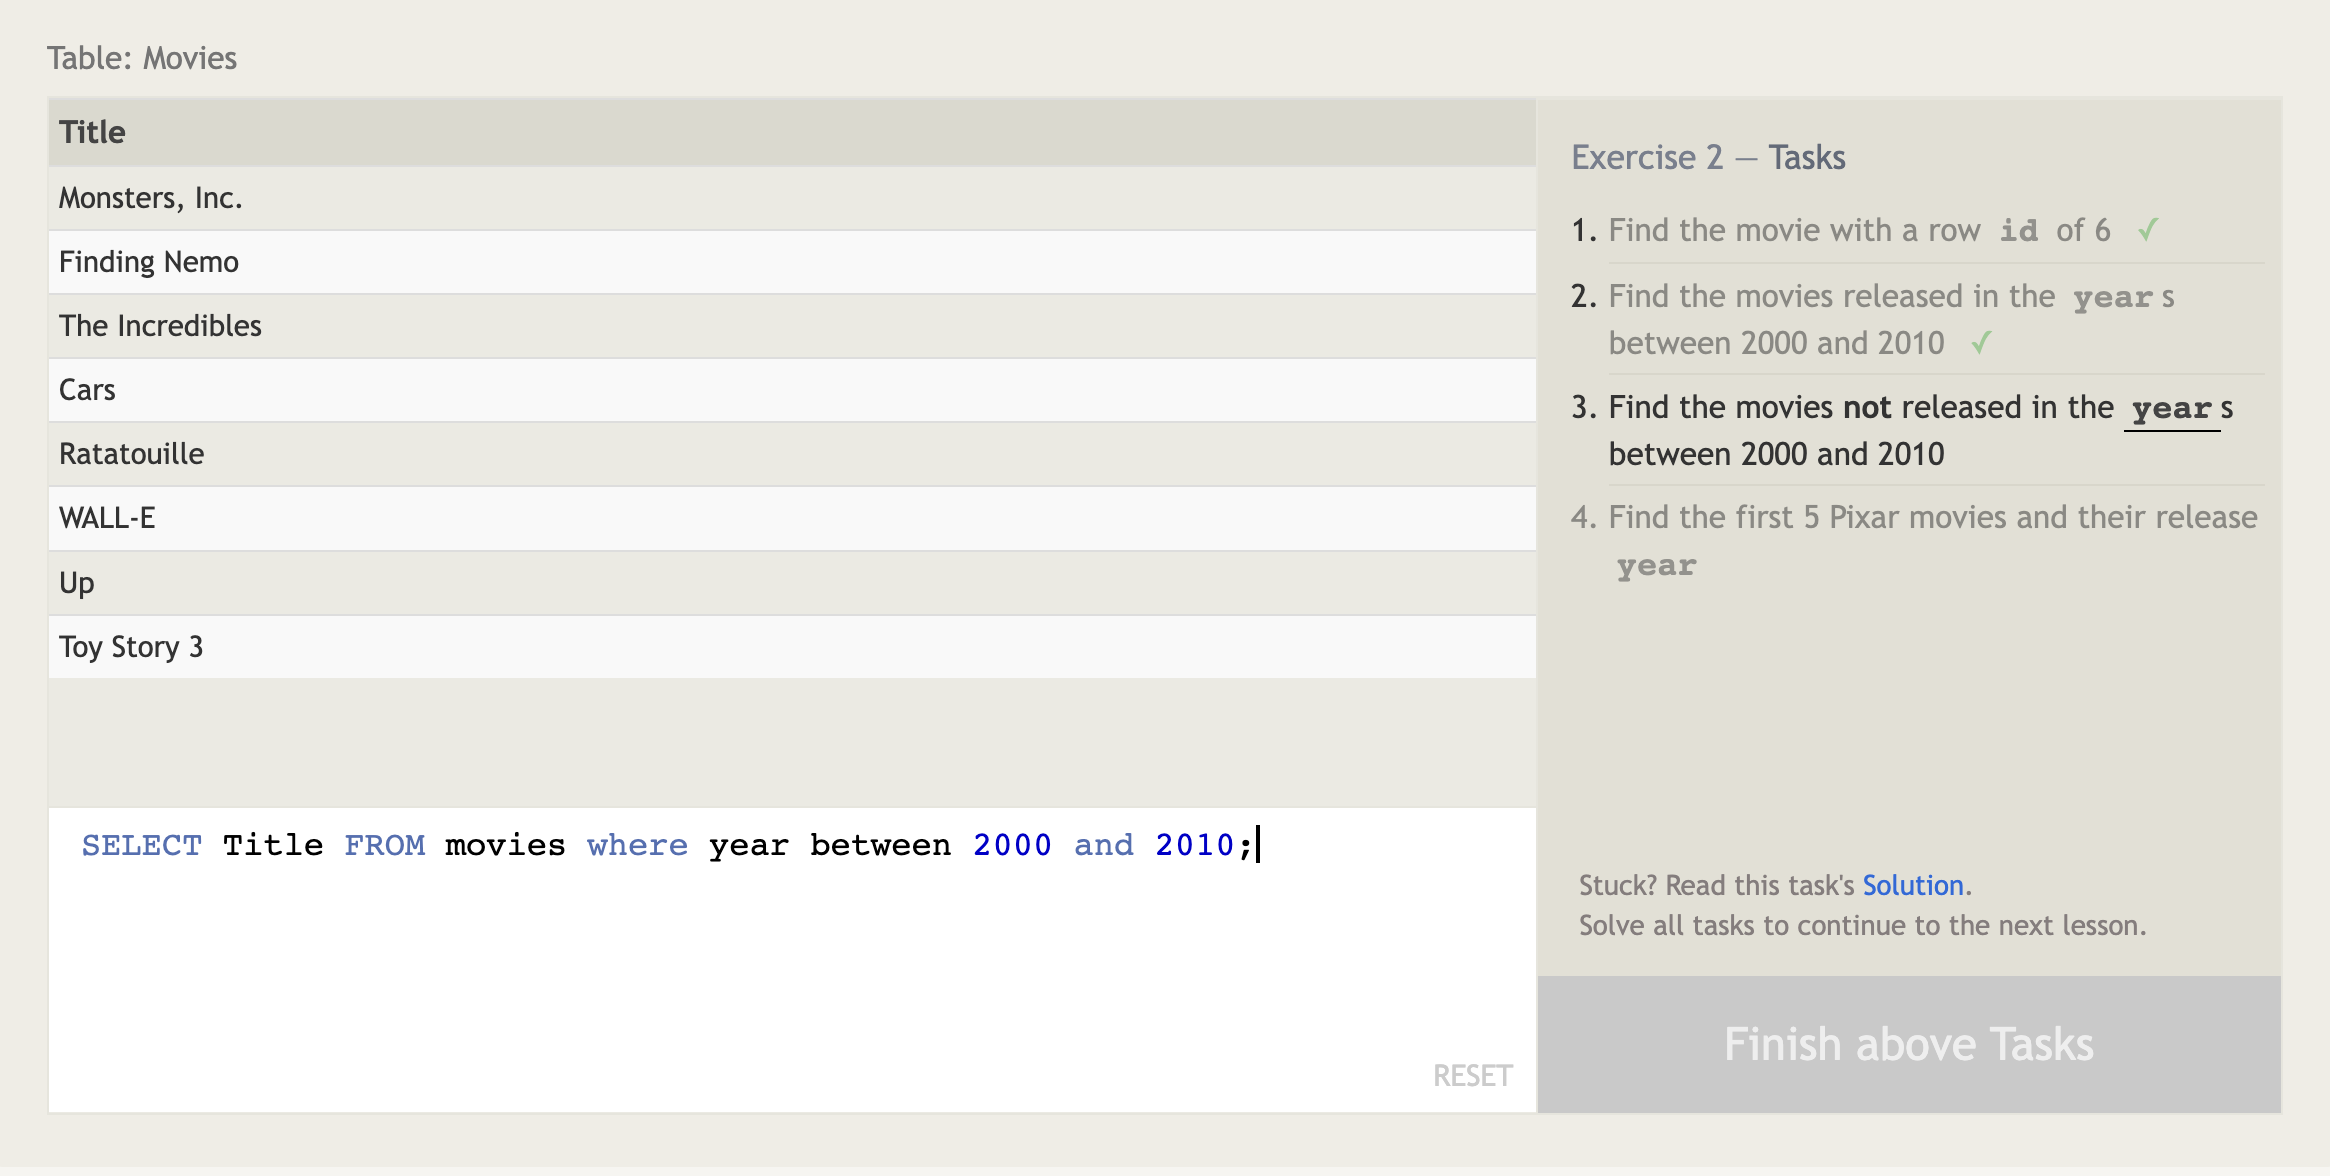 Table: Movies
Title
Monsters, Inc.
Finding Nemo
The Incredibles
Cars
Ratatouille
WALL-E
Up
Toy Story 3
SELECT Title FROM movies where year between 2000 and 2010;
RESET
Exercise 2 — Tasks
1. Find the movie with a row id of 6 ✓
2. Find the movies released in the year s
between 2000 and 2010 ✓
3. Find the movies not released in the year s
between 2000 and 2010
4. Find the first 5 Pixar movies and their release
year
Stuck? Read this task's Solution.
Solve all tasks to continue to the next lesson.
Finish above Tasks